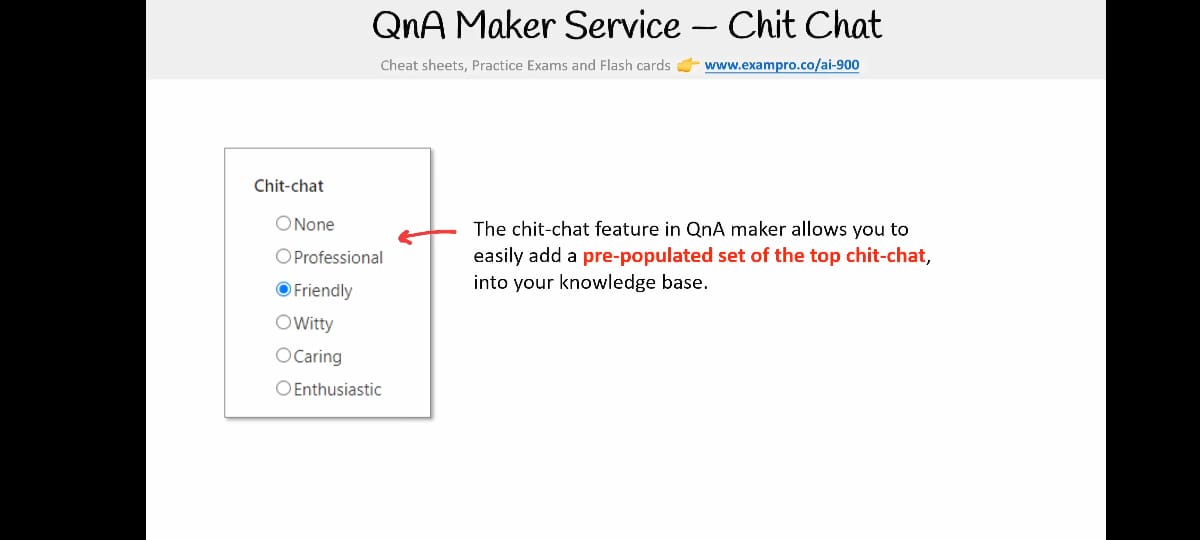 QnA Maker Service – Chit Chat
Cheat sheets, Practice Exams and Flash cards 👉 www.exampro.co/ai-900
Chit-chat
None
Professional
Friendly
Witty
Caring
Enthusiastic
The chit-chat feature in QnA maker allows you to
easily add a pre-populated set of the top chit-chat,
into your knowledge base.